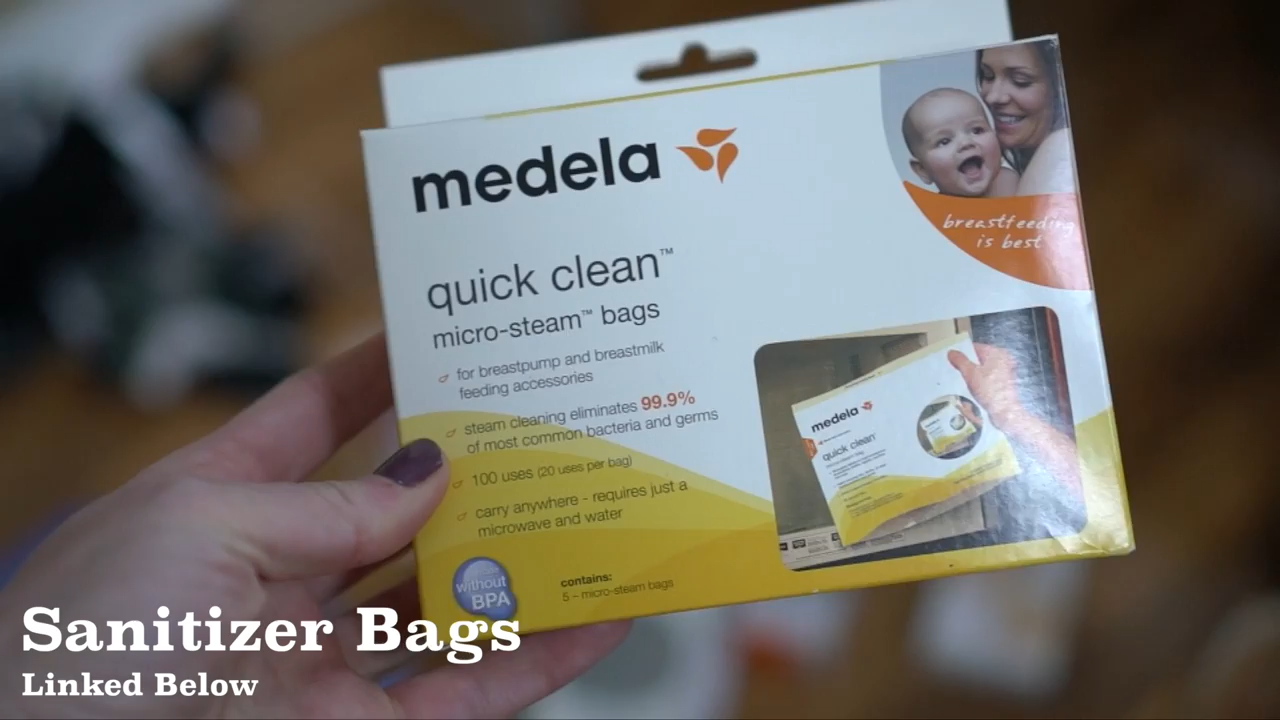 medela
breastfeeding
is best
quick clean™
micro-steam™ bags
for breastpump and breastmilk
feeding accessories
steam cleaning eliminates 99.9%
of most common bacteria and germs
100 uses (20 uses per bag)
carry anywhere - requires just a
microwave and water
without
BPA
contains:
5 – micro-steam bags
medela
quick clean
Sanitizer Bags
Linked Below